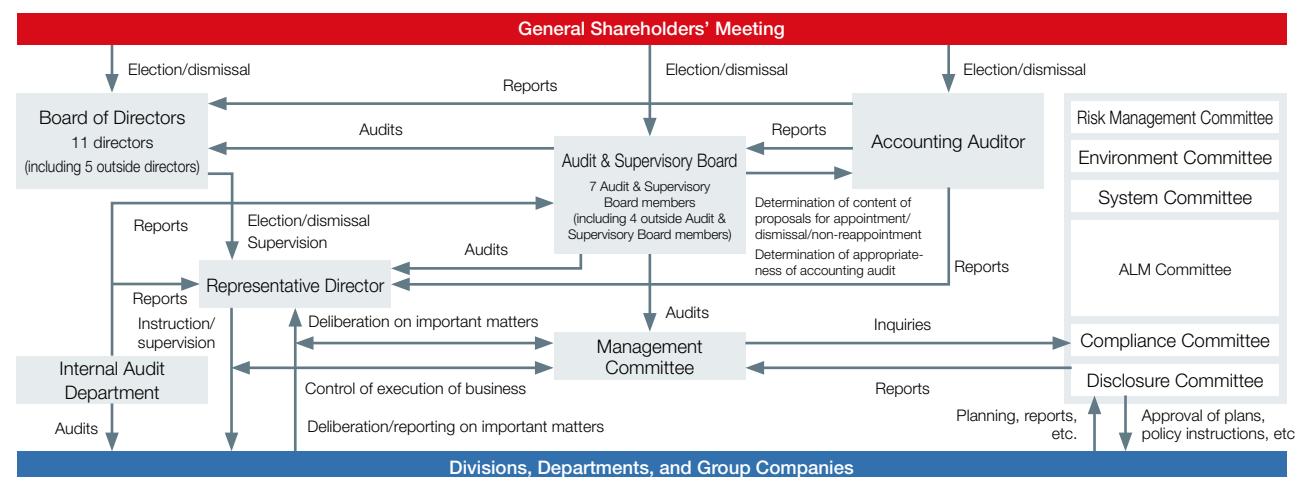 General Shareholders' Meeting
Election/dismissal
Election/dismissal
Election/dismissal
Reports
Board of Directors
11 directors
(including 5 outside directors)
Audits
Reports
Audit & Supervisory Board
7 Audit & Supervisory
Board members
(including 4 outside Audit &
Supervisory Board members)
Accounting Auditor
Risk Management Committee
Environment Committee
System Committee
ALM Committee
Compliance Committee
Disclosure Committee
Determination of content of
proposals for appointment/
dismissal/non-reappointment
Determination of appropriate-
ness of accounting audit
Reports
Reports
Election/dismissal
Supervision
Audits
Representative Director
Reports
Instruction/
supervision
Deliberation on important matters
Audits
Management
Committee
Inquiries
Reports
Internal Audit
Department
Control of execution of business
Audits
Deliberation/reporting on important matters
Planning, reports,
etc.
Approval of plans,
policy instructions, etc
Divisions, Departments, and Group Companies